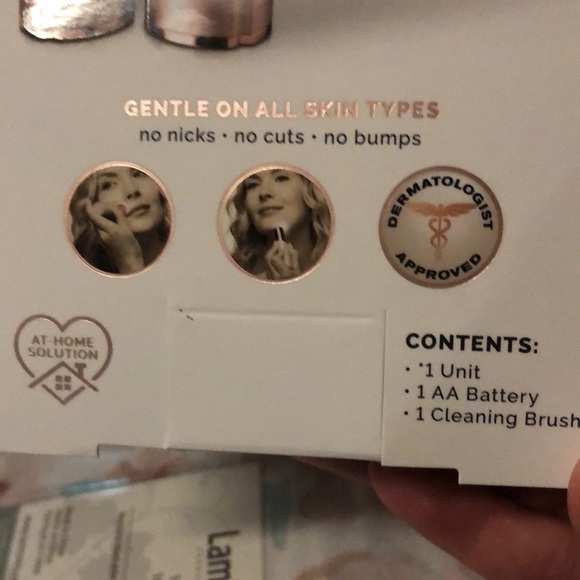 GENTLE ON ALL SKIN TYPES
no nicks • no cuts • no bumps
DERMATOLOGIST
APPROVED
AT-HOME
SOLUTION
CONTENTS:
• *1 Unit
• 1 AA Battery
• 1 Cleaning Brush
Lam